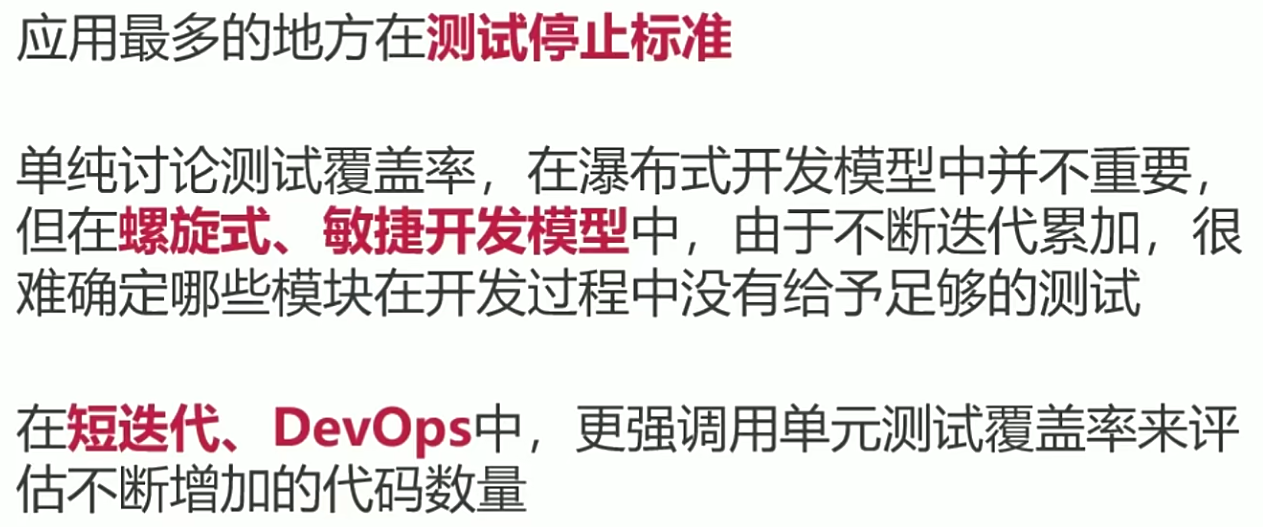 应用最多的地方在测试停止标准
单纯讨论测试覆盖率，在瀑布式开发模型中并不重要，
但在螺旋式、敏捷开发模型中，由于不断迭代累加，很
难确定哪些模块在开发过程中没有给予足够的测试
在短迭代、DevOps中，更强调用单元测试覆盖率来评
估不断增加的代码数量